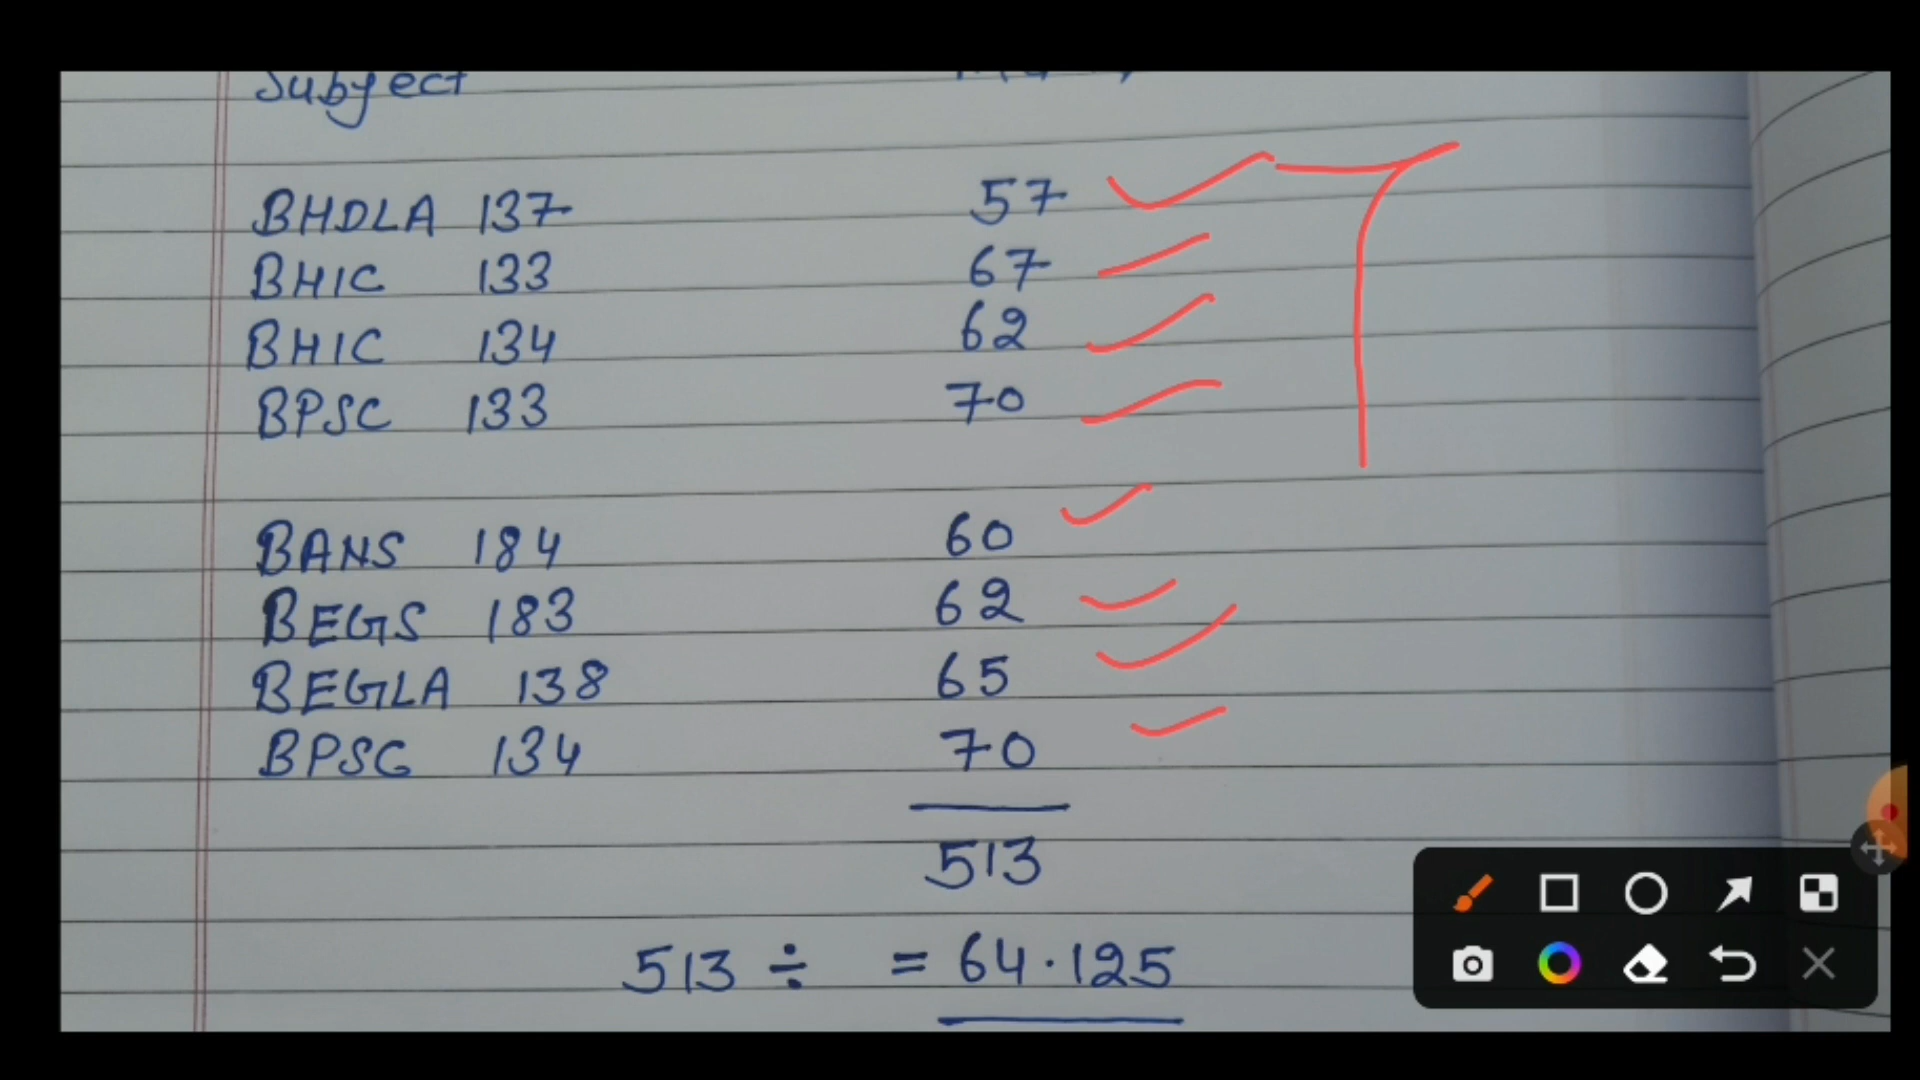 Subject
BHDLA 137 57
BHIC 133 67
BHIC 134 62
BPSC 133 70
BANS 184 60
BEGS 183 62
BEGLA 138 65
BPSC 134 70
513
513 ÷ = 64.125